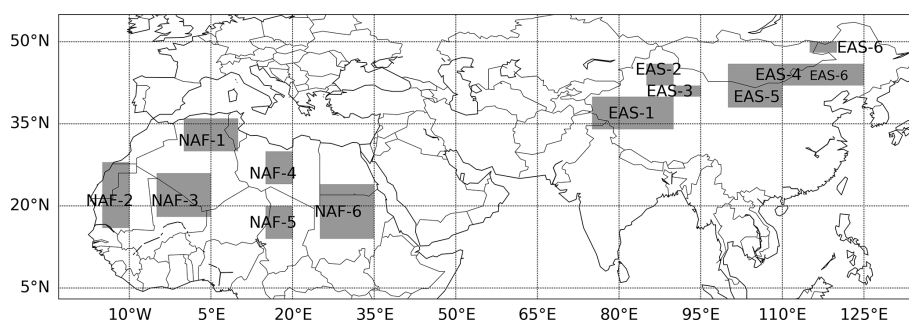 50°N
EAS-6
EAS-2
EAS-4 EAS-6
EAS-3
EAS-5
35°N
EAS-1
NAF-1
NAF-4
20°N
NAF-2 NAF-3
NAF-6
NAF-5
5°N
10°W 5°E 20°E 35°E 50°E 65°E 80°E 95°E 110°E 125°E